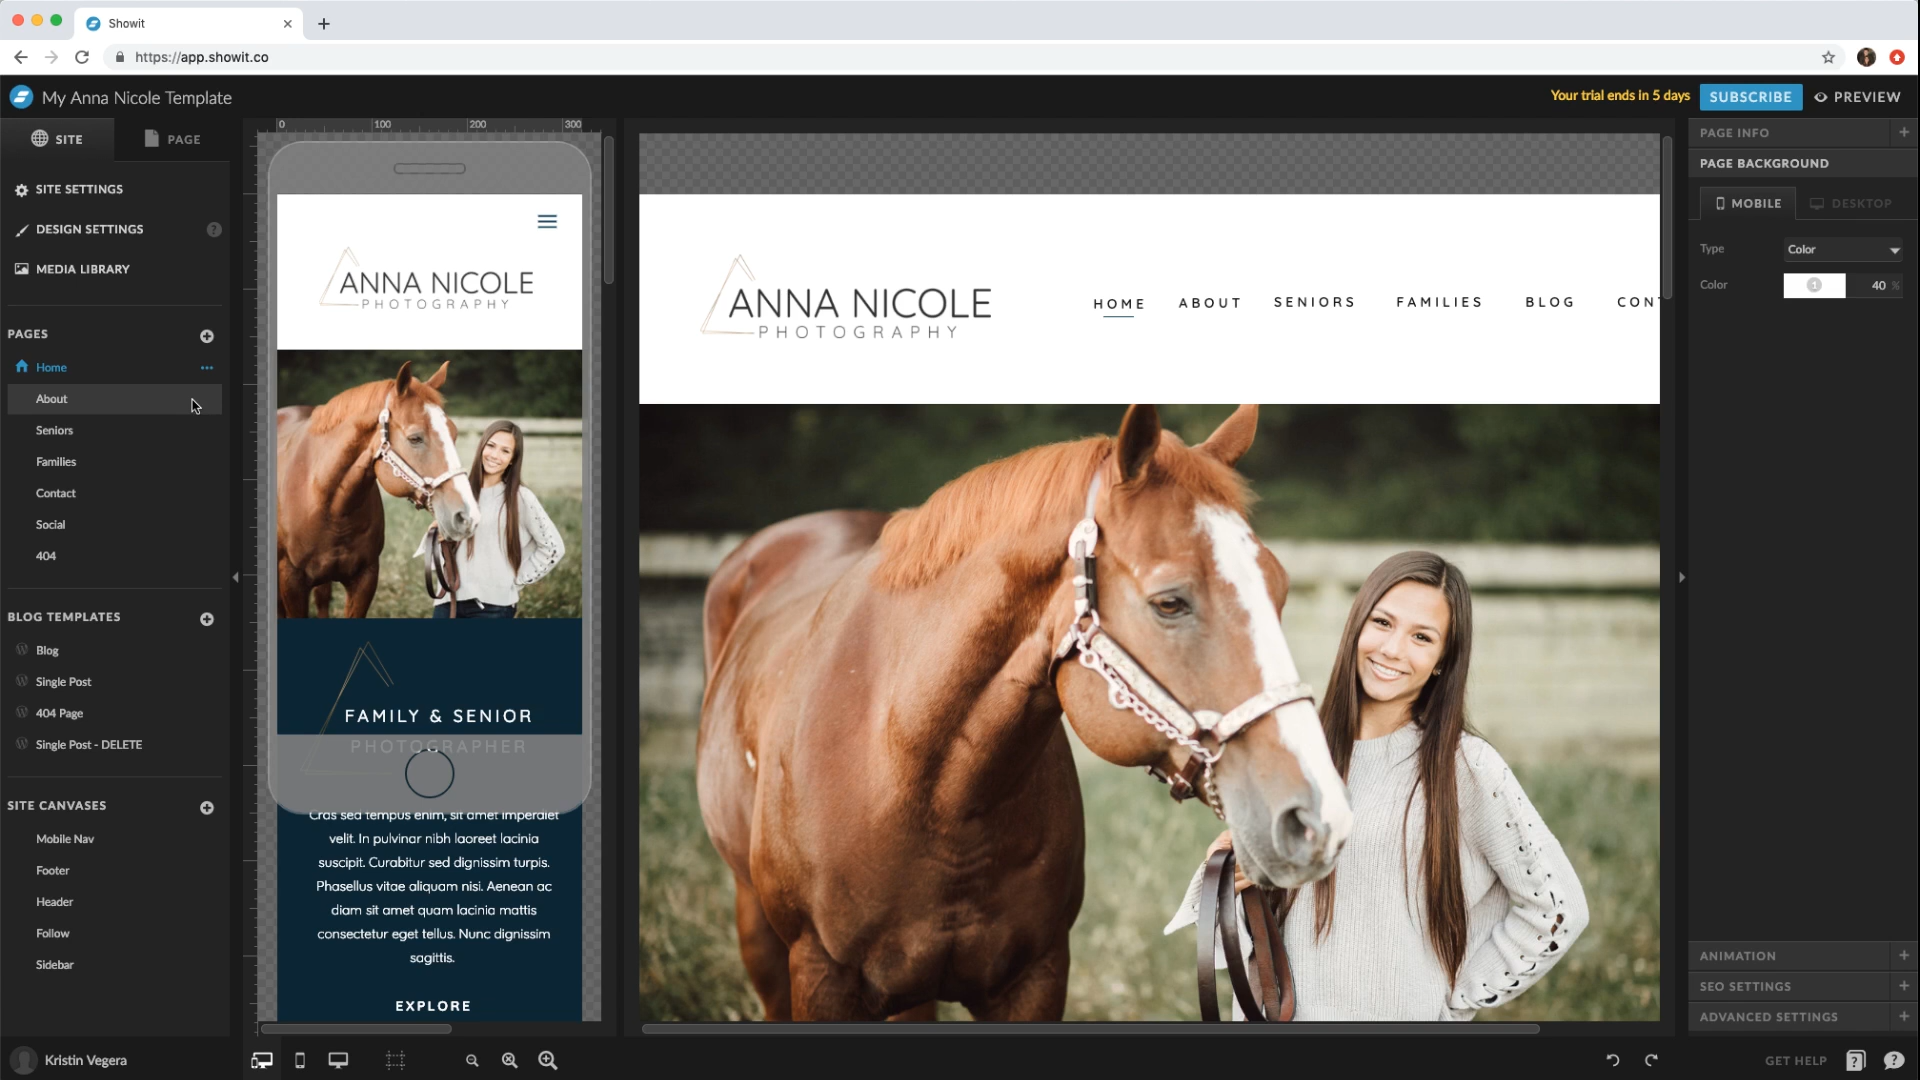 Showit
https://app.showit.co
My Anna Nicole Template
Your trial ends in 5 days
SUBSCRIBE
PREVIEW
SITE
PAGE
SITE SETTINGS
DESIGN SETTINGS
?
MEDIA LIBRARY
PAGES
Home
About
Seniors
Families
Contact
Social
404
BLOG TEMPLATES
Blog
Single Post
404 Page
Single Post - DELETE
SITE CANVASES
Mobile Nav
Footer
Header
Follow
Sidebar
Kristin Vegera
0 100 200 300
ANNA NICOLE
PHOTOGRAPHY
FAMILY & SENIOR
PHOTOGRAPHER
Cras sed tempus enim, sit amet imperdiet
velit. In pulvinar nibh laoreet lacinia
suscipit. Curabitur sed dignissim turpis.
Phasellus vitae aliquam nisi. Aenean ac
diam sit amet quam lacinia mattis
consectetur eget tellus. Nunc dignissim
sagittis.
EXPLORE
ANNA NICOLE
PHOTOGRAPHY
HOME ABOUT SENIORS FAMILIES BLOG CONT
PAGE INFO
PAGE BACKGROUND
MOBILE
DESKTOP
Type Color
Color 1 40 %
ANIMATION
SEO SETTINGS
ADVANCED SETTINGS
GET HELP ? ?